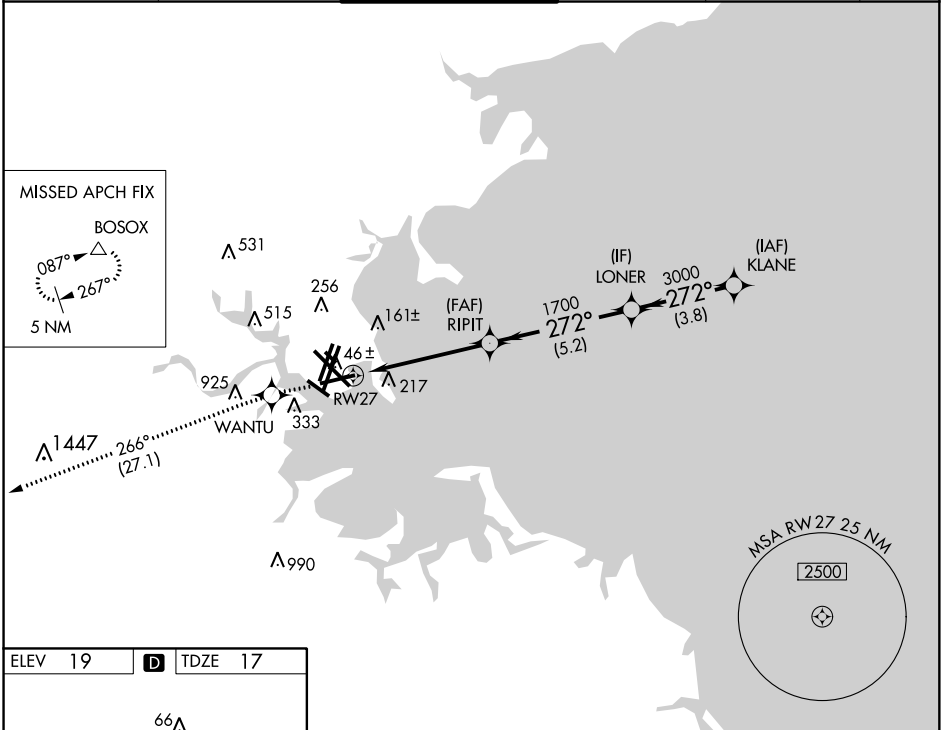 MISSED APCH FIX
BOSOX
087°
267°
5 NM
531
256
515
161±
(FAF)
RIPIT
1700
272°
(5.2)
(IF)
LONER
3000
272°
(3.8)
(IAF)
KLANE
46±
217
RW27
925
WANTU
333
1447
266°
(27.1)
990
MSA RW27 25 NM
2500
ELEV 19 D TDZE 17
66